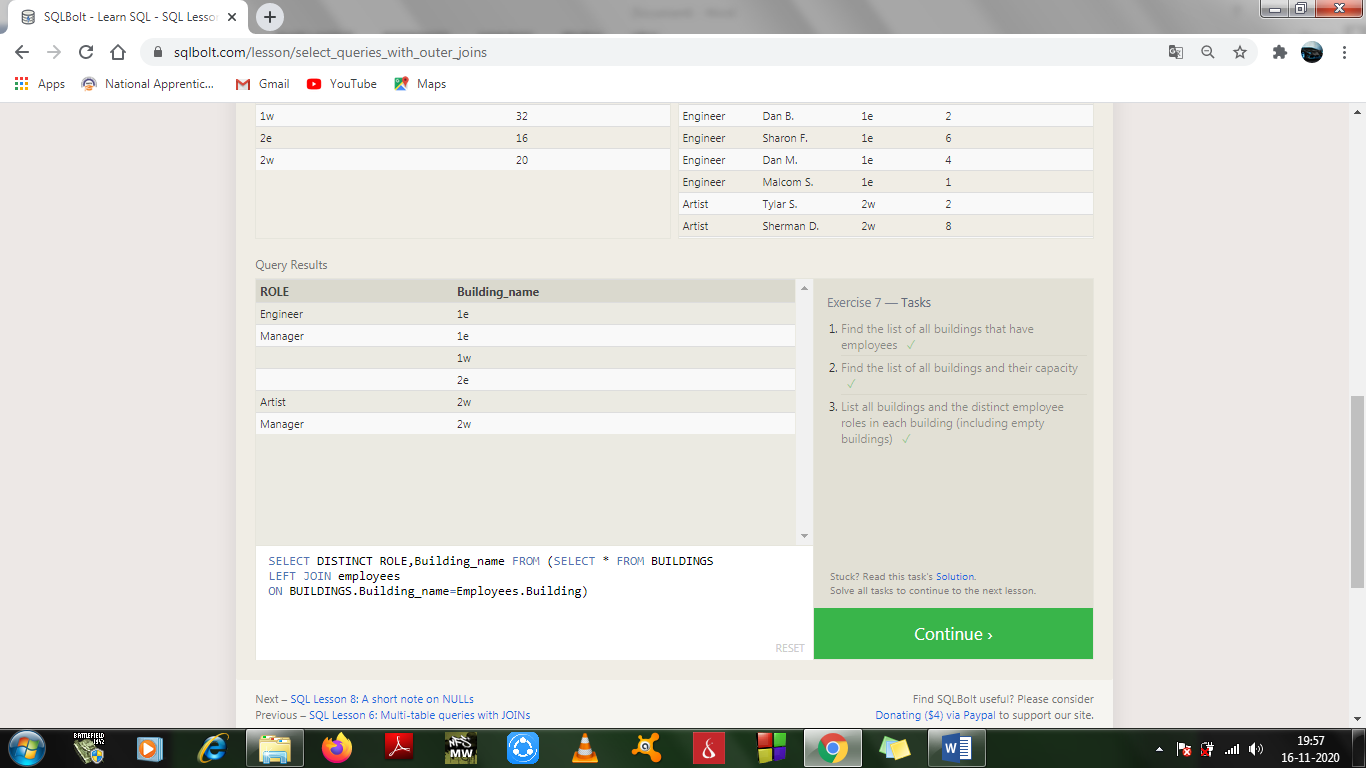 SQLBolt - Learn SQL - SQL Lesson
sqlbolt.com/lesson/select_queries_with_outer_joins
Apps National Apprentic... Gmail YouTube Maps
1w 32
2e 16
2w 20
Engineer Dan B. 1e 2
Engineer Sharon F. 1e 6
Engineer Dan M. 1e 4
Engineer Malcom S. 1e 1
Artist Tylar S. 2w 2
Artist Sherman D. 2w 8
Query Results
ROLE Building_name
Engineer 1e
Manager 1e
1w
2e
Artist 2w
Manager 2w
Exercise 7 — Tasks
1. Find the list of all buildings that have
employees ✓
2. Find the list of all buildings and their capacity
✓
3. List all buildings and the distinct employee
roles in each building (including empty
buildings) ✓
SELECT DISTINCT ROLE,Building_name FROM (SELECT * FROM BUILDINGS
LEFT JOIN employees
ON BUILDINGS.Building_name=Employees.Building)
RESET
Stuck? Read this task's Solution.
Solve all tasks to continue to the next lesson.
Continue ›
Next – SQL Lesson 8: A short note on NULLs
Previous – SQL Lesson 6: Multi-table queries with JOINs
Find SQLBolt useful? Please consider
Donating ($4) via Paypal to support our site.
BATTLEFIELD
1942
NFS
MW
19:57
16-11-2020